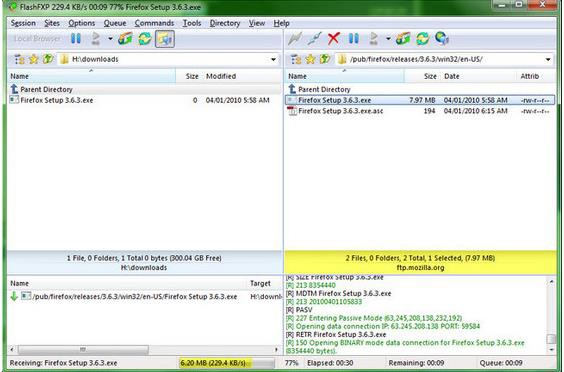 FlashFXP 229.4 KB/s 00:09 77% Firefox Setup 3.6.3.exe
Session Sites Options Queue Commands Tools Directory View Help
Local Browser
H:\downloads
/pub/firefox/releases/3.6.3/win32/en-US/
Name Size Modified
Parent Directory
Firefox Setup 3.6.3.exe 0 04/01/2010 5:58 AM
Name Size Date Attrib
Parent Directory
Firefox Setup 3.6.3.exe 7.97 MB 04/01/2010 5:58 AM -rw-r--r--
Firefox Setup 3.6.3.exe.asc 194 04/01/2010 6:15 AM -rw-r--r--
1 File, 0 Folders, 1 Total 0 bytes (300.04 GB Free)
H:\downloads
2 Files, 0 Folders, 2 Total, 1 Selected, (7.97 MB)
ftp.mozilla.org
Name Target
/pub/firefox/releases/3.6.3/win32/en-US/Firefox Setup 3.6.3.exe H:\downl
[R] SIZE Firefox Setup 3.6.3.exe
[R] 213 8354440
[R] MDTM Firefox Setup 3.6.3.exe
[R] 213 20100401105833
[R] PASV
[R] 227 Entering Passive Mode (63,245,208,138,232,192)
[R] Opening data connection IP: 63.245.208.138 PORT: 59584
[R] RETR Firefox Setup 3.6.3.exe
[R] 150 Opening BINARY mode data connection for Firefox Setup 3.6.3.exe
(8354440 bytes).
Receiving: Firefox Setup 3.6.3.exe 6.20 MB (229.4 KB/s) 77% Elapsed: 00:30 Remaining: 00:09 Queue: 00:09